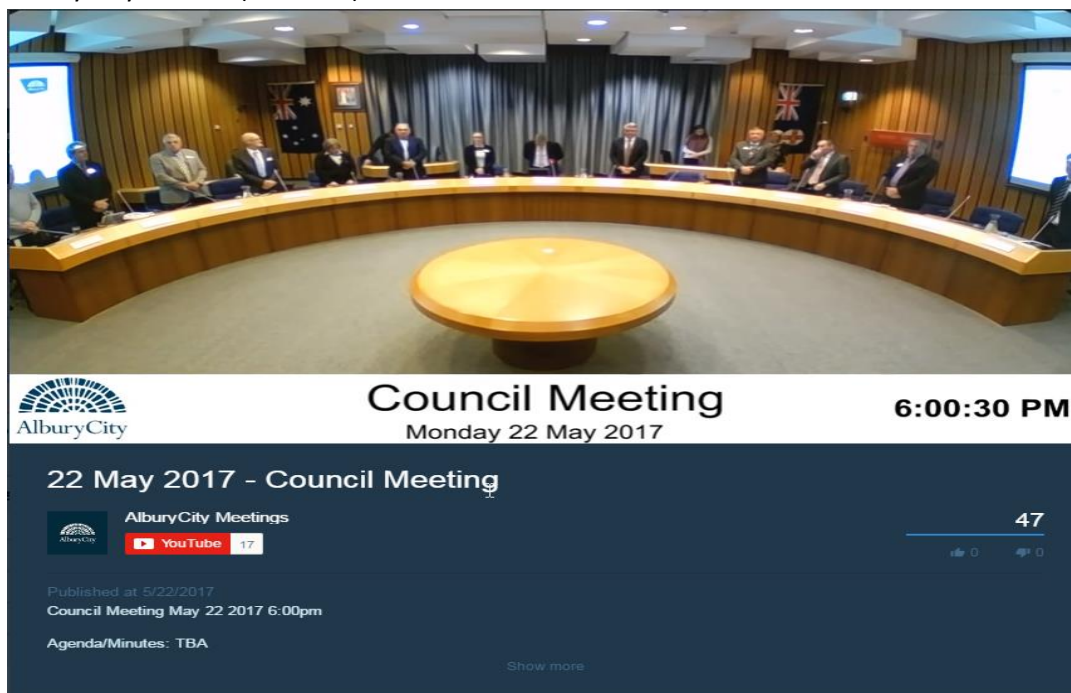 Council Meeting
Monday 22 May 2017
6:00:30 PM
AlburyCity
22 May 2017 - Council Meeting
AlburyCity Meetings
AlburyCity
YouTube 17
47
0 0
Published at 5/22/2017
Council Meeting May 22 2017 6:00pm
Agenda/Minutes: TBA
Show more